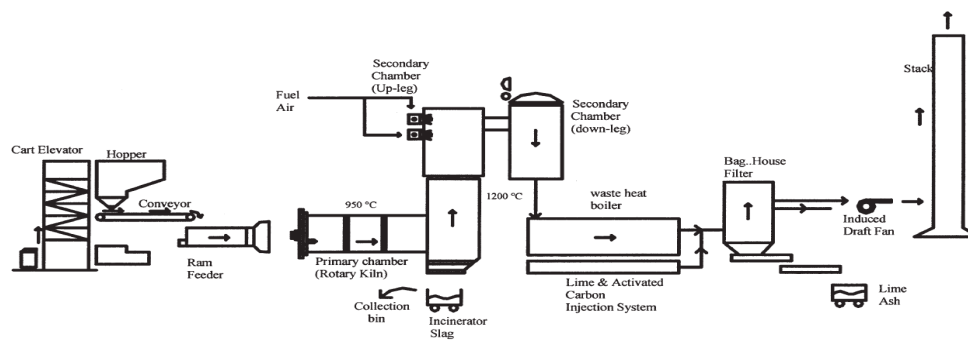 Secondary
Chamber
(Up-leg)
Fuel
Air
Secondary
Chamber
(down-leg)
Stack
Cart Elevator
Hopper
Conveyor
950 °C
1200 °C
waste heat
boiler
Bag..House
Filter
Induced
Draft Fan
Ram
Feeder
Primary chamber
(Rotary Kiln)
Collection
bin
Incinerator
Slag
Lime & Activated
Carbon
Injection System
Lime
Ash